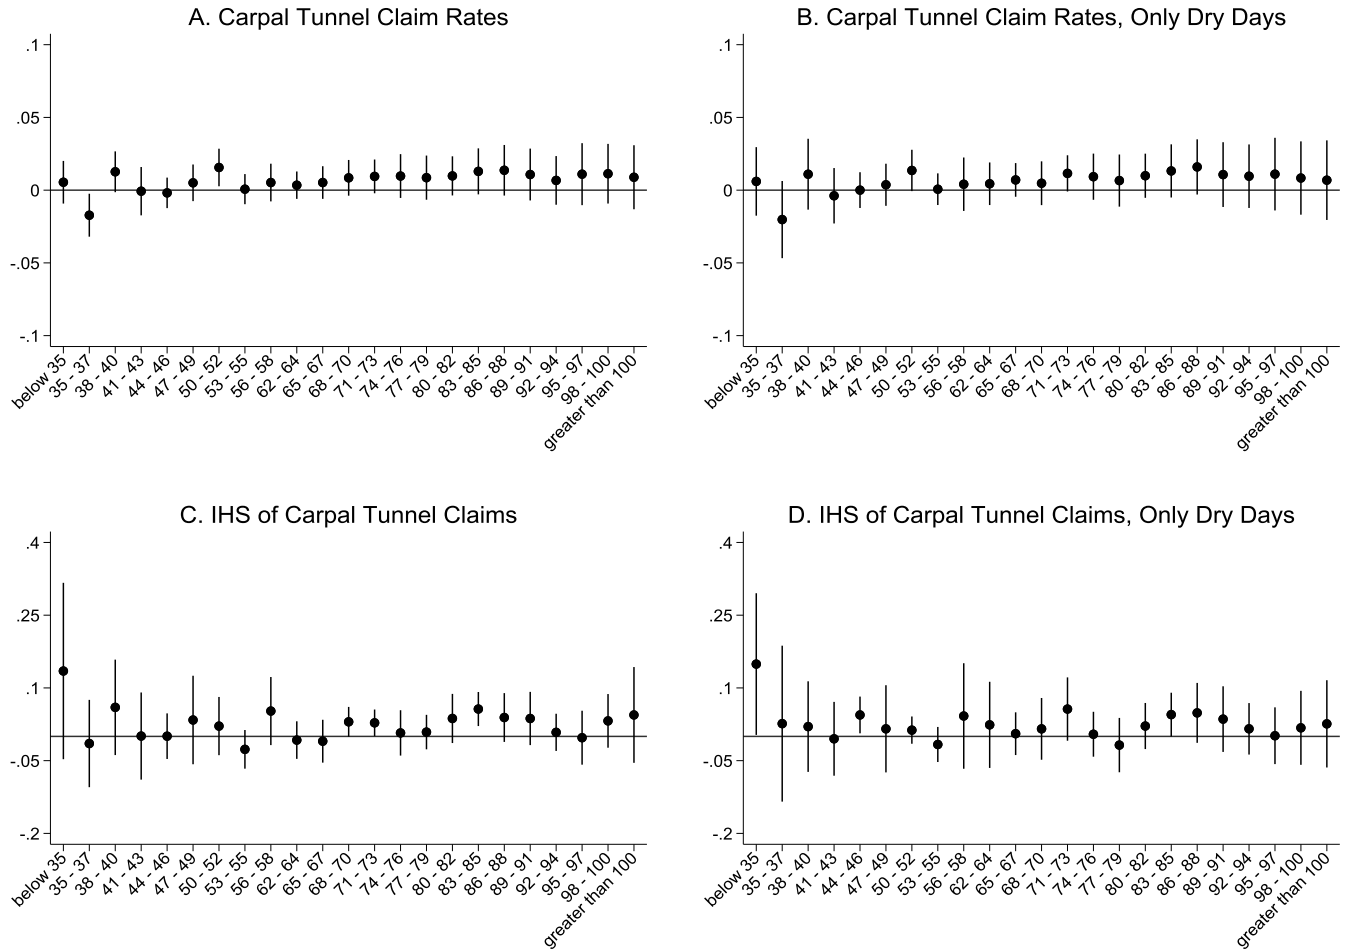 A. Carpal Tunnel Claim Rates
.1
.05
0
-.05
-.1
below 35
35 - 37
38 - 40
41 - 43
44 - 46
47 - 49
50 - 52
53 - 55
56 - 58
62 - 64
65 - 67
68 - 70
71 - 73
74 - 76
77 - 79
80 - 82
83 - 85
86 - 88
89 - 91
92 - 94
95 - 97
98 - 100
greater than 100
B. Carpal Tunnel Claim Rates, Only Dry Days
.1
.05
0
-.05
-.1
below 35
35 - 37
38 - 40
41 - 43
44 - 46
47 - 49
50 - 52
53 - 55
56 - 58
62 - 64
65 - 67
68 - 70
71 - 73
74 - 76
77 - 79
80 - 82
83 - 85
86 - 88
89 - 91
92 - 94
95 - 97
98 - 100
greater than 100
C. IHS of Carpal Tunnel Claims
.4
.25
.1
-.05
-.2
below 35
35 - 37
38 - 40
41 - 43
44 - 46
47 - 49
50 - 52
53 - 55
56 - 58
62 - 64
65 - 67
68 - 70
71 - 73
74 - 76
77 - 79
80 - 82
83 - 85
86 - 88
89 - 91
92 - 94
95 - 97
98 - 100
greater than 100
D. IHS of Carpal Tunnel Claims, Only Dry Days
.4
.25
.1
-.05
-.2
below 35
35 - 37
38 - 40
41 - 43
44 - 46
47 - 49
50 - 52
53 - 55
56 - 58
62 - 64
65 - 67
68 - 70
71 - 73
74 - 76
77 - 79
80 - 82
83 - 85
86 - 88
89 - 91
92 - 94
95 - 97
98 - 100
greater than 100